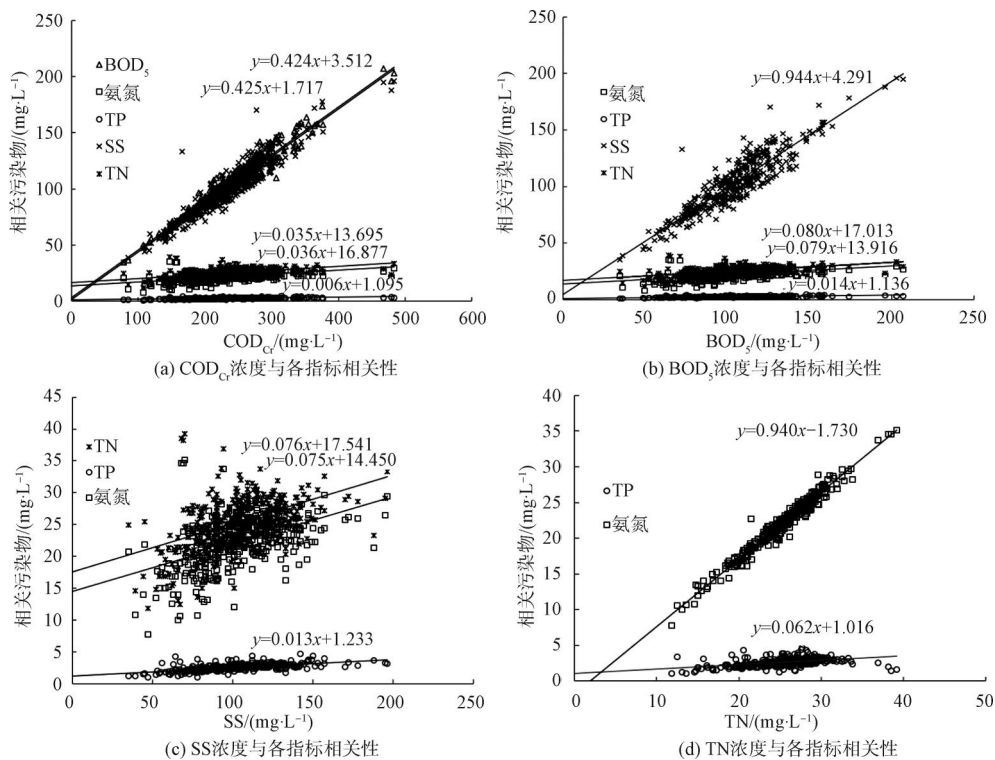 250
200
150
100
50
0
相关污染物/(mg·L⁻¹)
BOD₅
氨氮
TP
SS
TN
y=0.424x+3.512
y=0.425x+1.717
y=0.035x+13.695
y=0.036x+16.877
y=0.006x+1.095
0 100 200 300 400 500 600
COD_Cr/(mg·L⁻¹)
(a) COD_Cr浓度与各指标相关性
250
200
150
100
50
0
相关污染物/(mg·L⁻¹)
氨氮
TP
SS
TN
y=0.944x+4.291
y=0.080x+17.013
y=0.079x+13.916
y=0.014x+1.136
0 50 100 150 200 250
BOD₅/(mg·L⁻¹)
(b) BOD₅浓度与各指标相关性
45
40
35
30
25
20
15
10
5
0
相关污染物/(mg·L⁻¹)
TN
TP
氨氮
y=0.076x+17.541
y=0.075x+14.450
y=0.013x+1.233
0 50 100 150 200 250
SS/(mg·L⁻¹)
(c) SS浓度与各指标相关性
40
35
30
25
20
15
10
5
0
相关污染物/(mg·L⁻¹)
TP
氨氮
y=0.940x−1.730
y=0.062x+1.016
0 10 20 30 40 50
TN/(mg·L⁻¹)
(d) TN浓度与各指标相关性